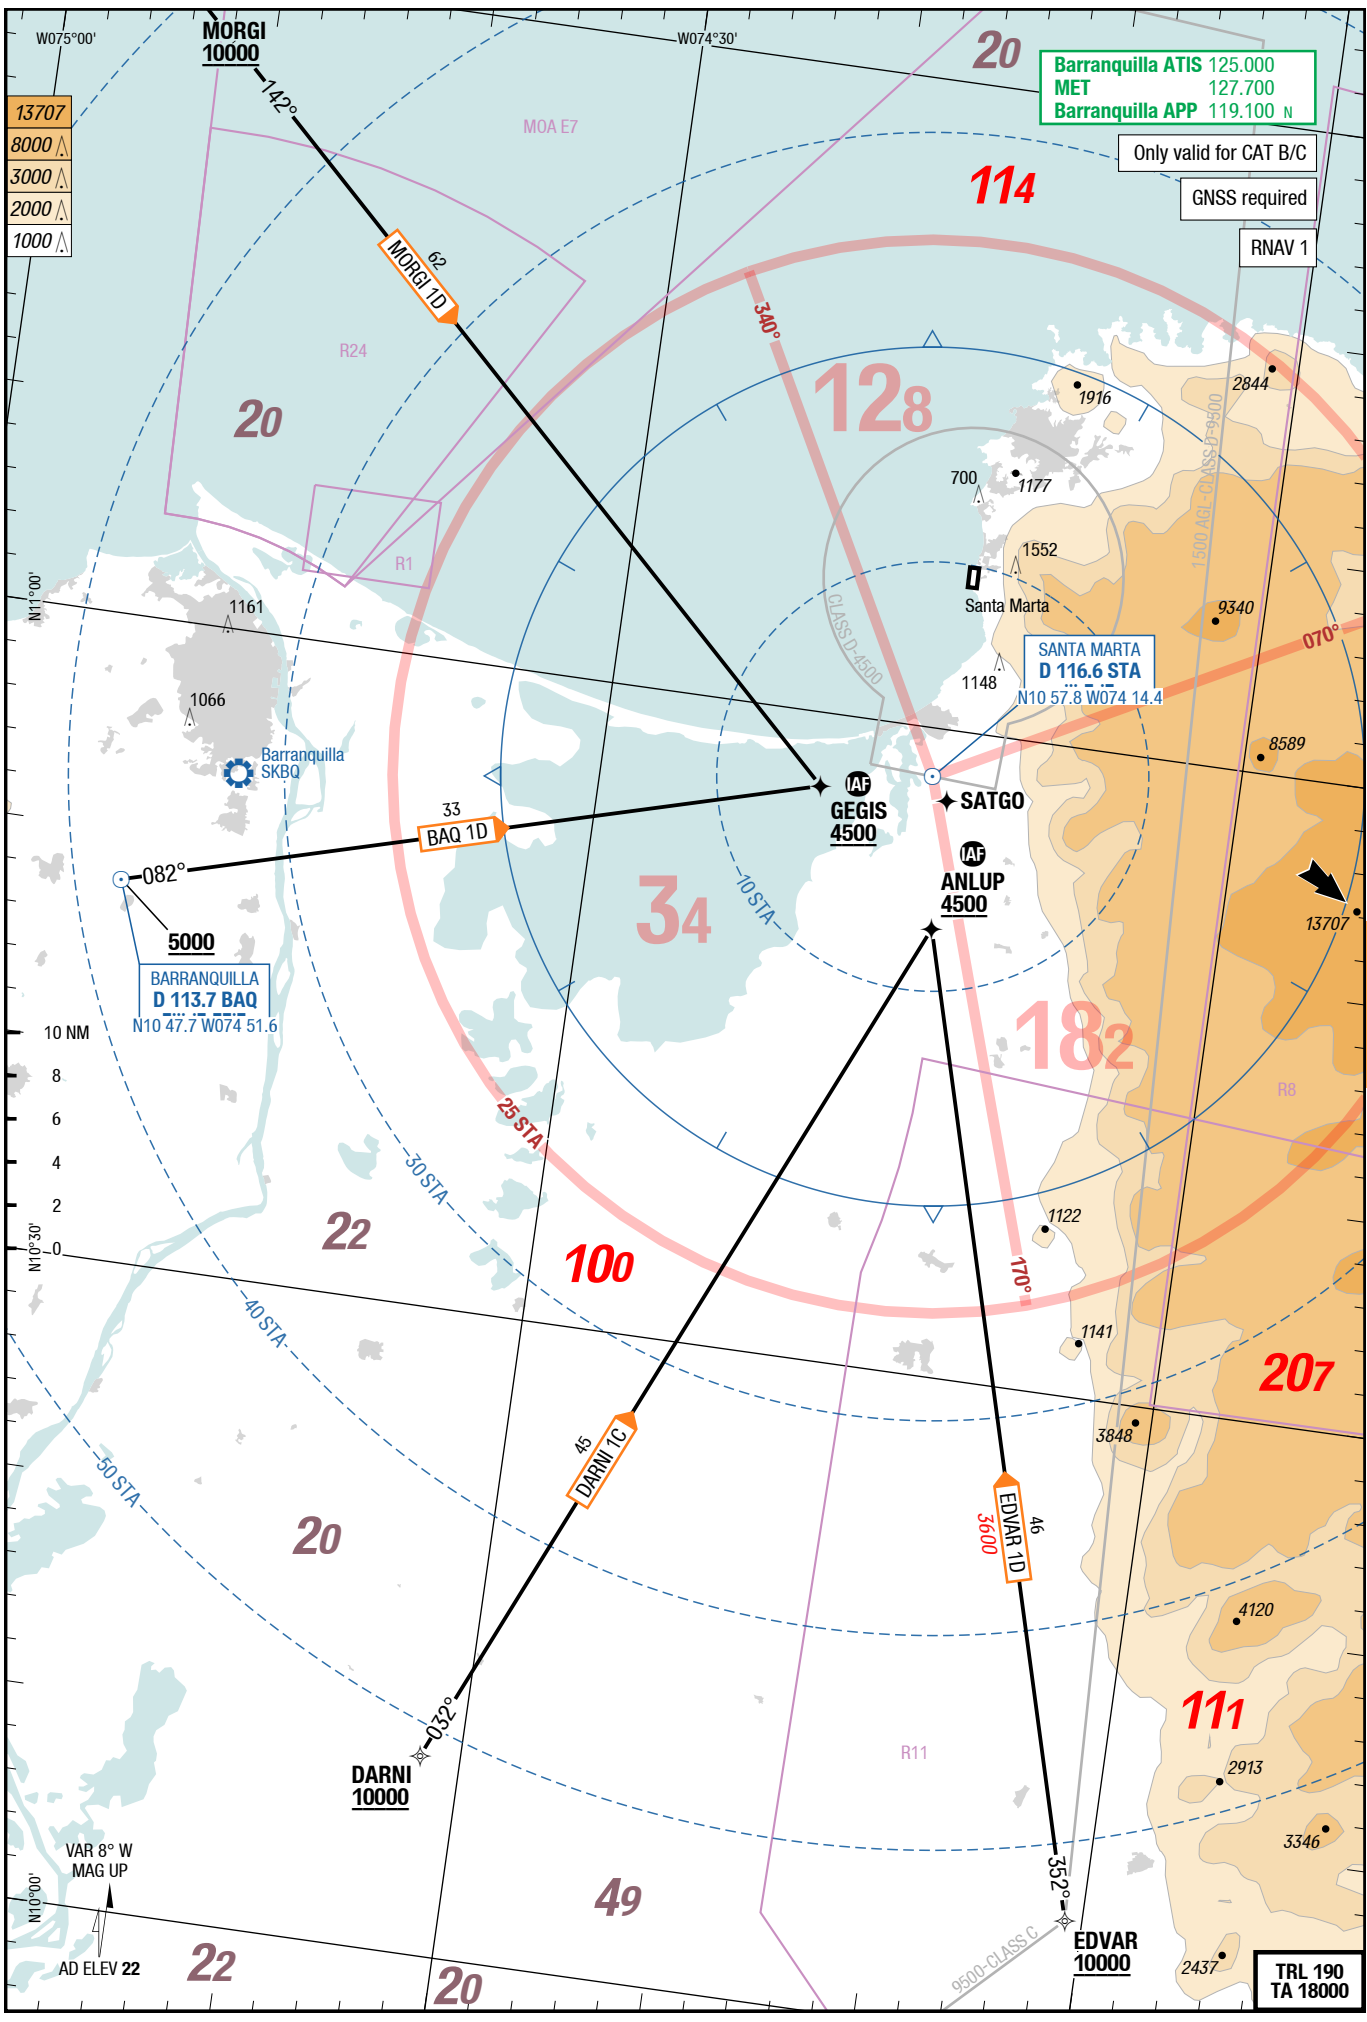 MORGI
10000
W075°00'
W074°30'
20
Barranquilla ATIS 125.000
MET 127.700
Barranquilla APP 119.100 N
Only valid for CAT B/C
GNSS required
RNAV 1
13707
8000
3000
2000
1000
142°
MOA E7
114
62
MORGI 1D
340°
R24
128
20
2844
1916
1500 AGL-CLASS D-9500
700
1177
R1
1552
N11°00'
1161
Santa Marta
9340
CLASS D-4500
070°
SANTA MARTA
D 116.6 STA
N10 57.8 W074 14.4
1148
1066
Barranquilla
SKBQ
8589
IAF
GEGIS
4500
SATGO
33
BAQ 1D
082°
IAF
ANLUP
4500
10 STA
34
13707
5000
BARRANQUILLA
D 113.7 BAQ
N10 47.7 W074 51.6
10 NM
8
6
4
2
0
182
R8
25 STA
30 STA
22
1122
N10°30'
100
170°
40 STA
1141
207
3848
45
DARNI 1C
50 STA
20
46
EDVAR 1D
3600
4120
032°
111
R11
DARNI
10000
2913
3346
VAR 8° W
MAG UP
352°
N10°00'
49
EDVAR
10000
AD ELEV 22
22
20
9500-CLASS C
2437
TRL 190
TA 18000